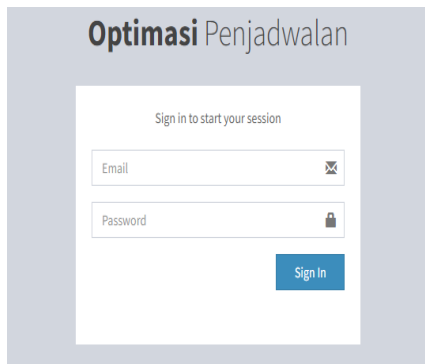 Optimasi Penjadwalan
Sign in to start your session
Email
Password
Sign In